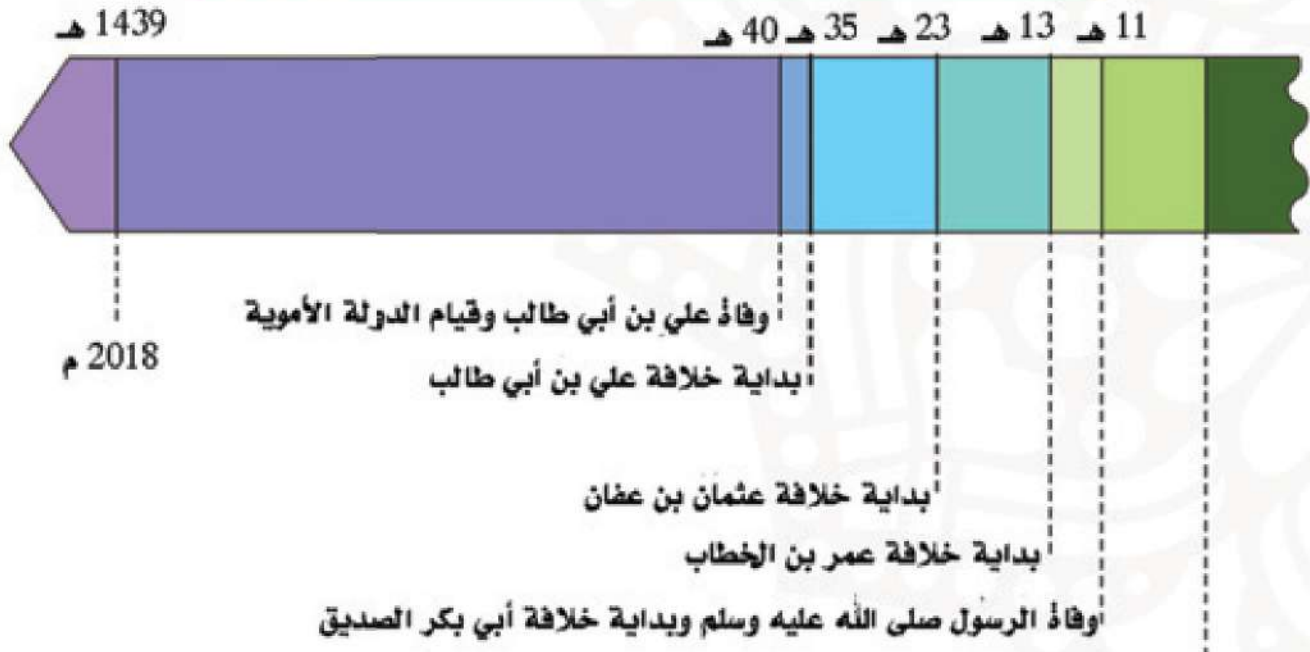 11 هـ
13 هـ
23 هـ
35 هـ
40 هـ
1439 هـ
وفاة علي بن أبي طالب وقيام الدولة الأموية
2018 م
بداية خلافة علي بن أبي طالب
بداية خلافة عثمان بن عفان
بداية خلافة عمر بن الخطاب
وفاة الرسول صلى الله عليه وسلم وبداية خلافة أبي بكر الصديق